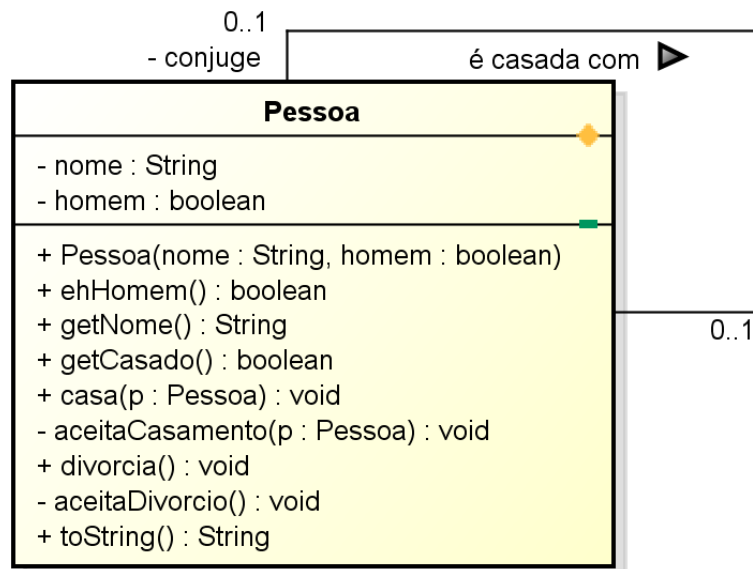 0..1
- conjuge
é casada com
Pessoa
- nome : String
- homem : boolean
+ Pessoa(nome : String, homem : boolean)
+ ehHomem() : boolean
+ getNome() : String
0..1
+ getCasado() : boolean
+ casa(p : Pessoa) : void
- aceitaCasamento(p : Pessoa) : void
+ divorcia() : void
- aceitaDivorcio() : void
+ toString() : String